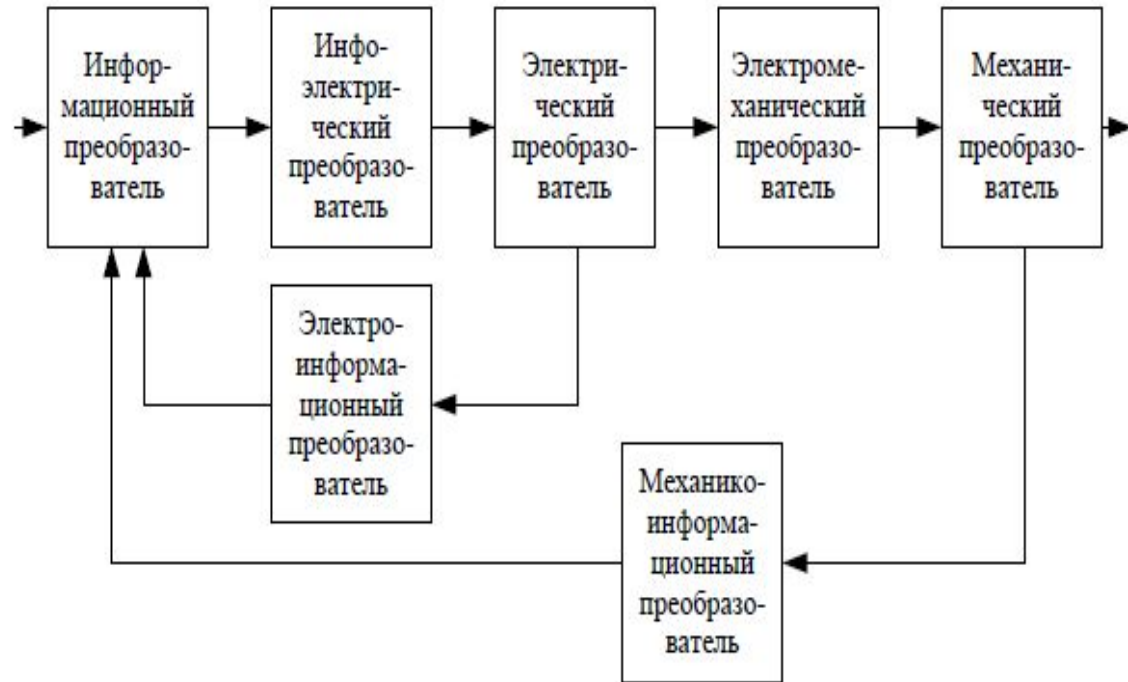 Инфор-
мационный
преобразо-
ватель
Инфо-
электри-
ческий
преобразо-
ватель
Электри-
ческий
преобразо-
ватель
Электроме-
ханический
преобразо-
ватель
Механи-
ческий
преобразо-
ватель
Электро-
информа-
ционный
преобразо-
ватель
Механико-
информа-
ционный
преобразо-
ватель